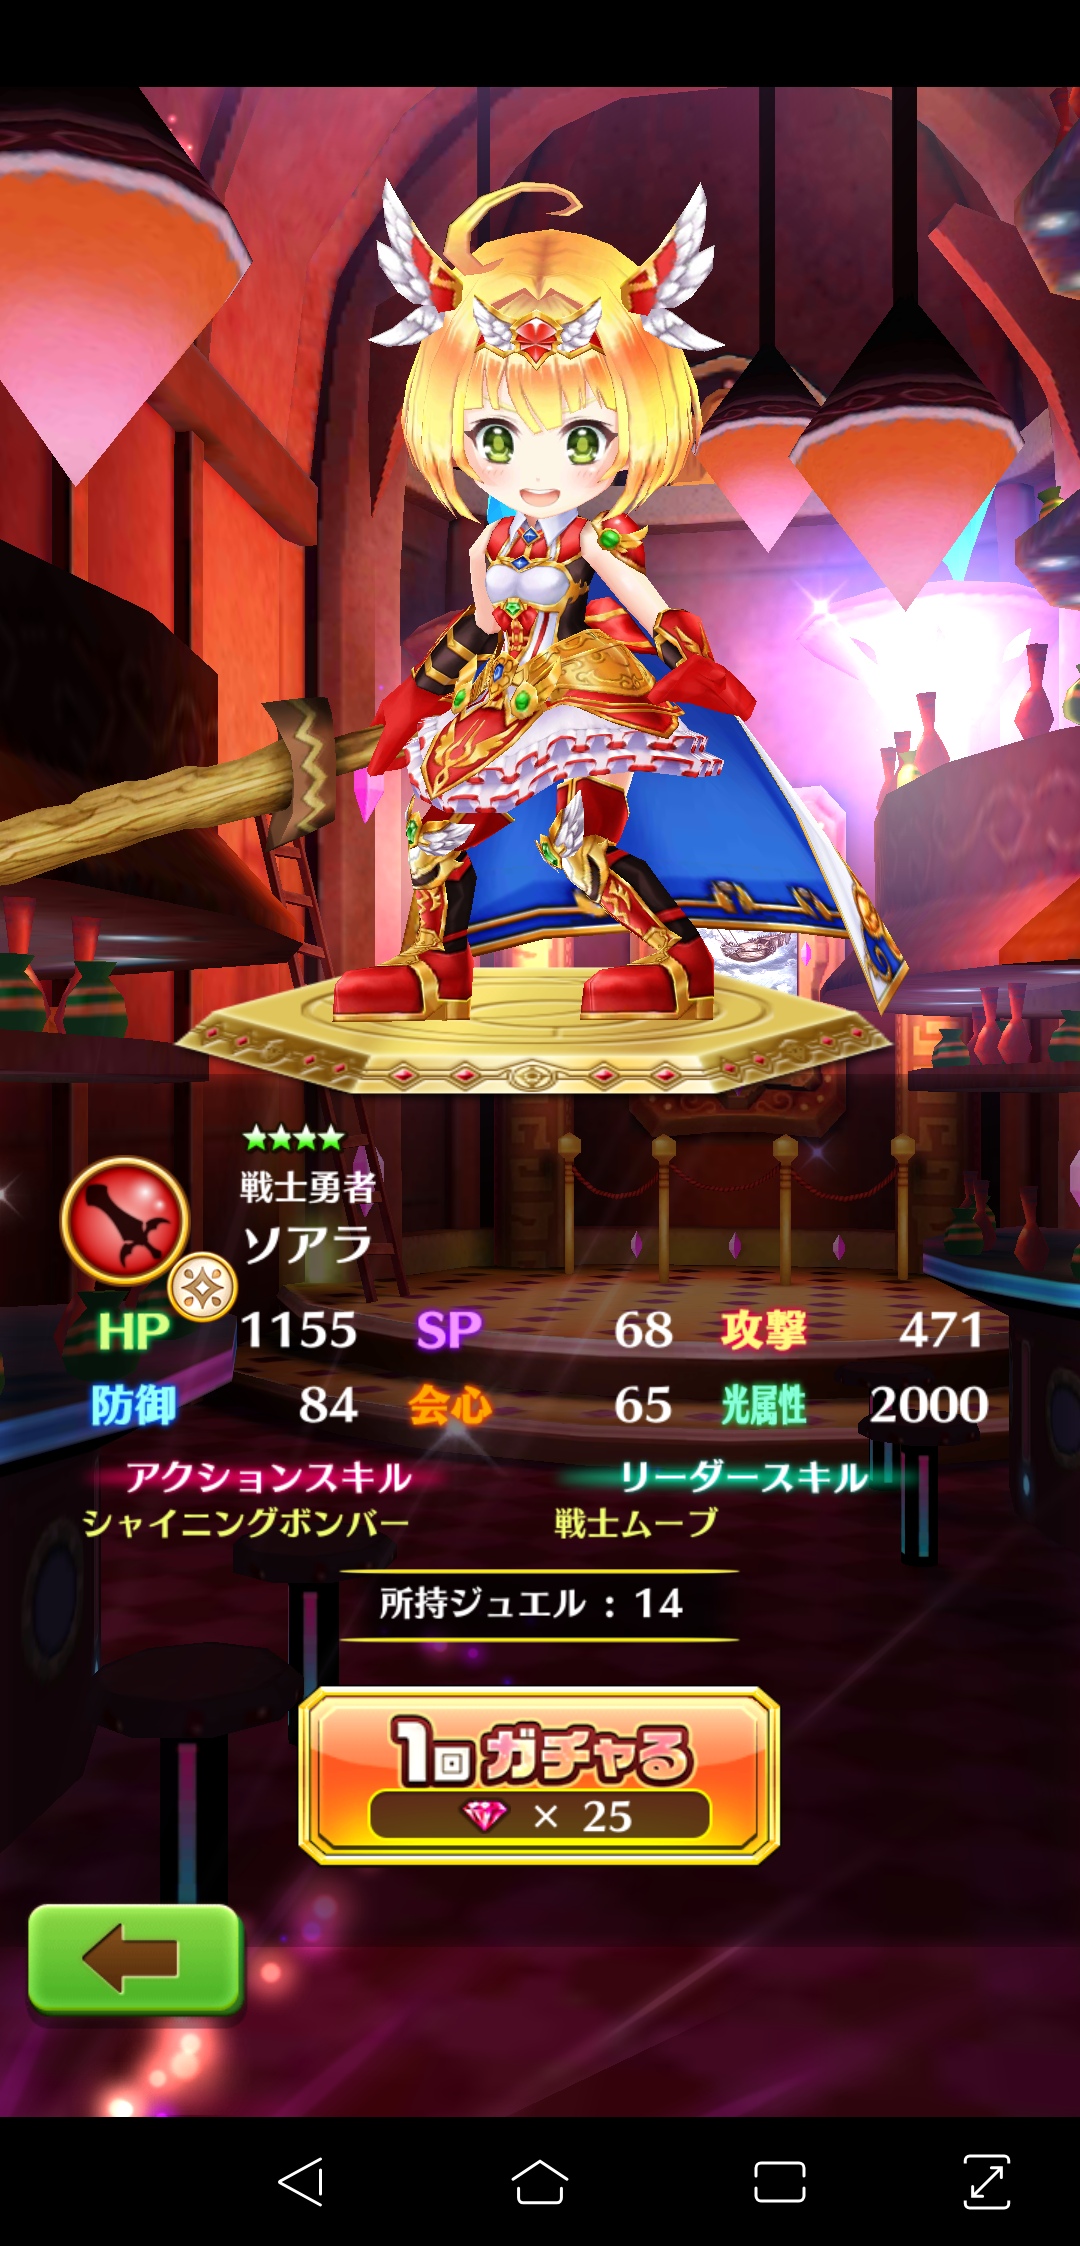 戦士勇者
ソアラ
HP 1155 SP 68 攻撃 471
防御 84 会心 65 光属性 2000
アクションスキル リーダースキル
シャイニングボンバー 戦士ムーブ
所持ジュエル : 14
1回ガチャる
× 25